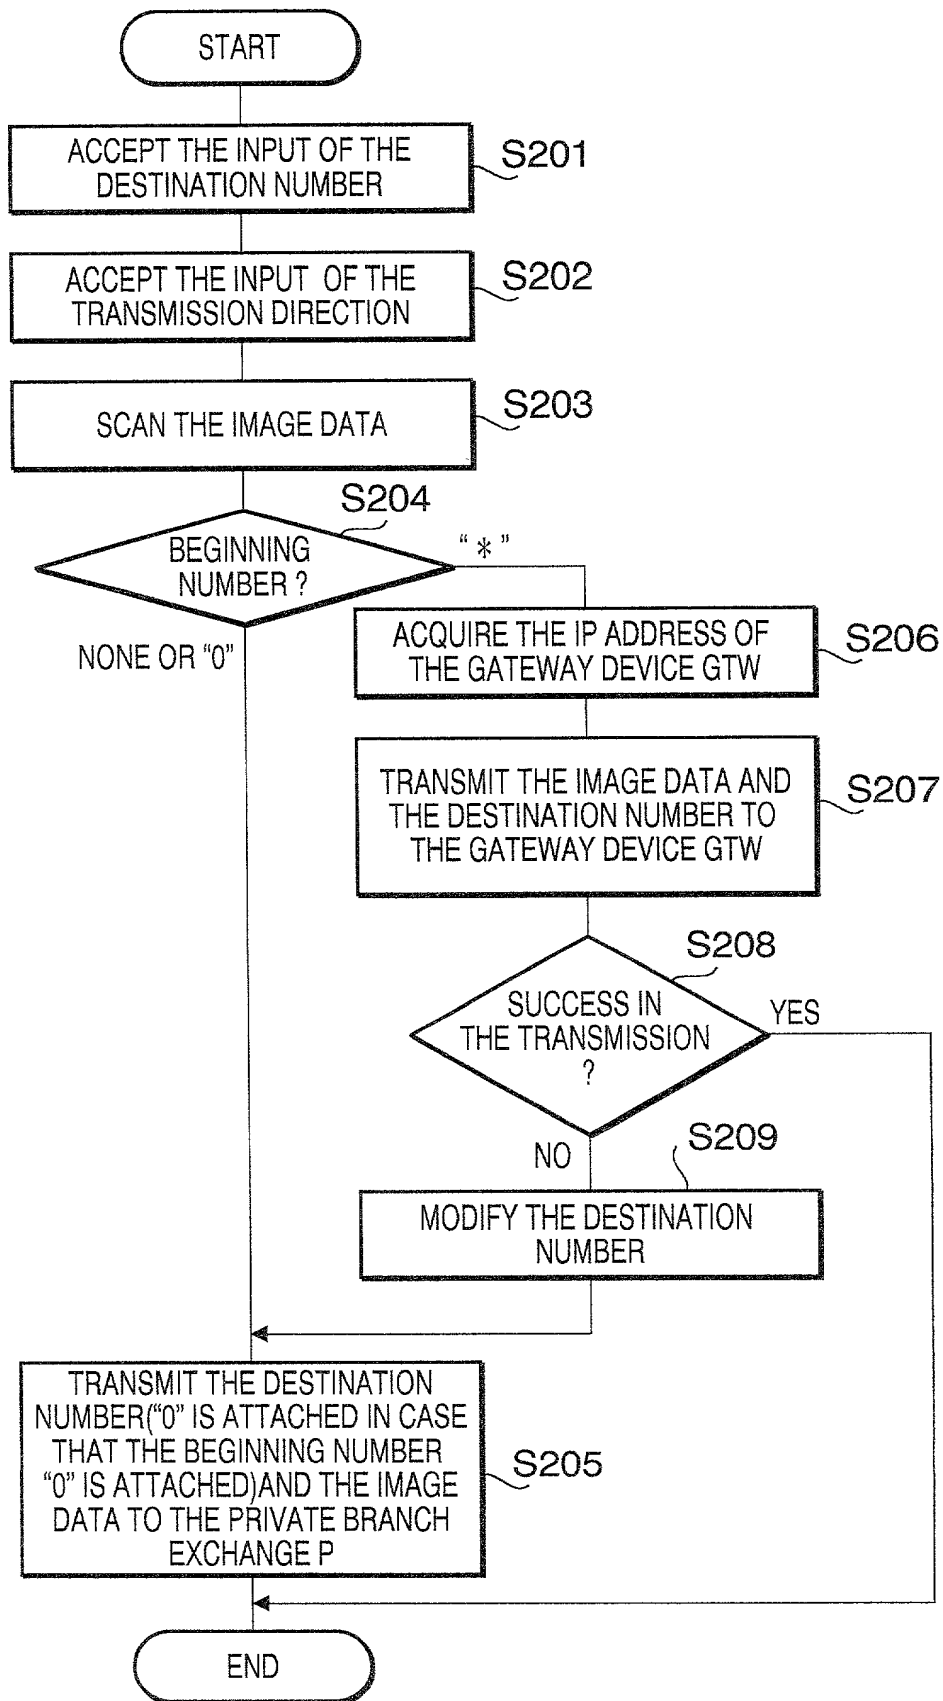 START
ACCEPT THE INPUT OF THE
DESTINATION NUMBER
S201
ACCEPT THE INPUT OF THE
TRANSMISSION DIRECTION
S202
SCAN THE IMAGE DATA
S203
S204
BEGINNING
NUMBER ?
“ * ”
NONE OR “0”
ACQUIRE THE IP ADDRESS OF
THE GATEWAY DEVICE GTW
S206
TRANSMIT THE IMAGE DATA AND
THE DESTINATION NUMBER TO
THE GATEWAY DEVICE GTW
S207
S208
SUCCESS IN
THE TRANSMISSION
?
YES
NO
S209
MODIFY THE DESTINATION
NUMBER
TRANSMIT THE DESTINATION
NUMBER(“0” IS ATTACHED IN CASE
THAT THE BEGINNING NUMBER
“0” IS ATTACHED)AND THE IMAGE
DATA TO THE PRIVATE BRANCH
EXCHANGE P
S205
END